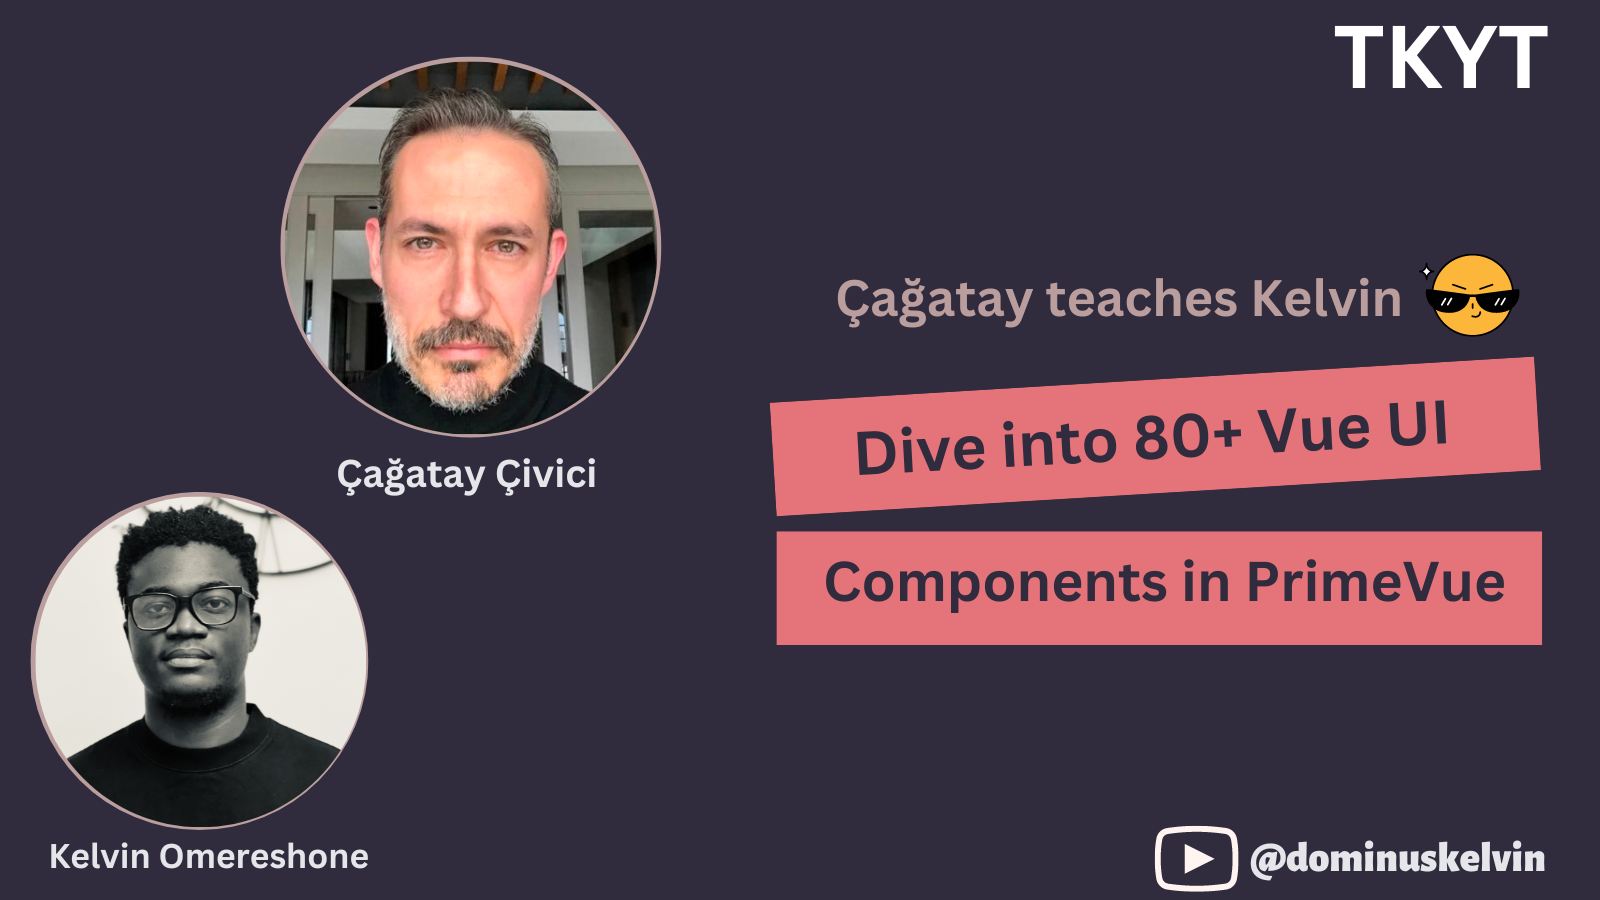 TKYT
Çağatay teaches Kelvin
Dive into 80+ Vue UI
Components in PrimeVue
Çağatay Çivici
Kelvin Omereshone
@dominuskelvin